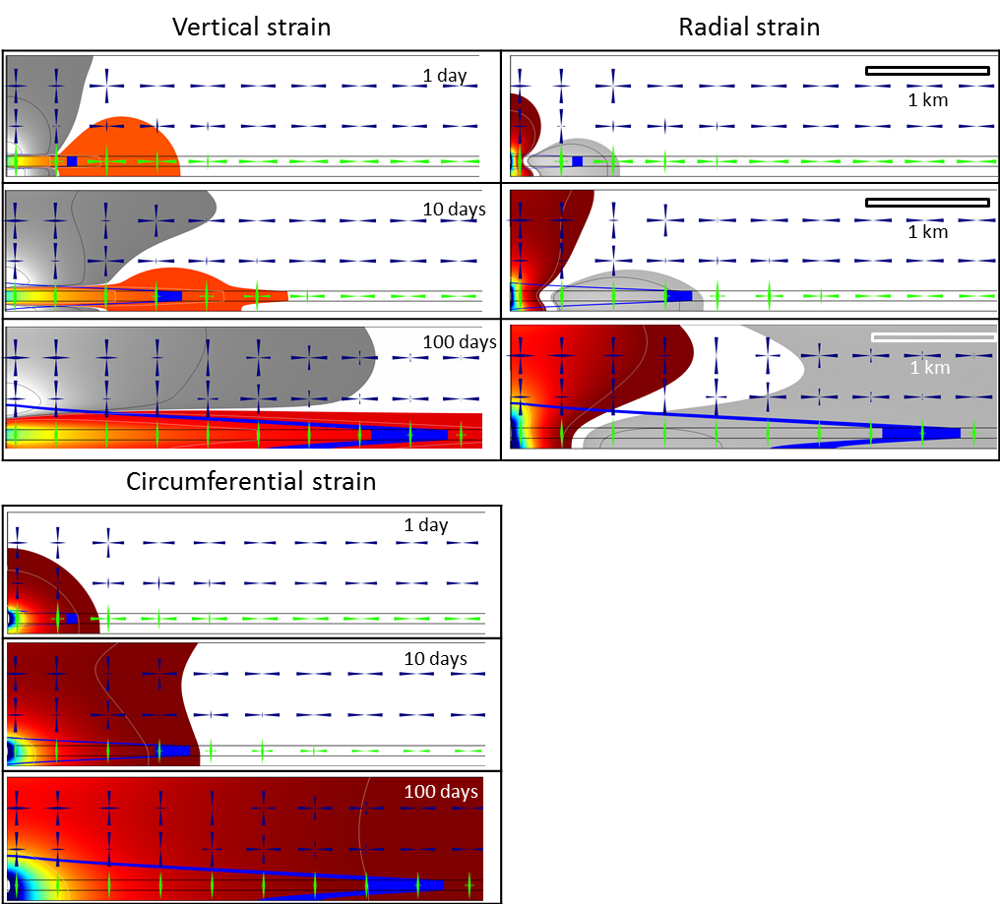 Vertical strain
Radial strain
1 day
1 km
10 days
1 km
100 days
1 km
Circumferential strain
1 day
10 days
100 days